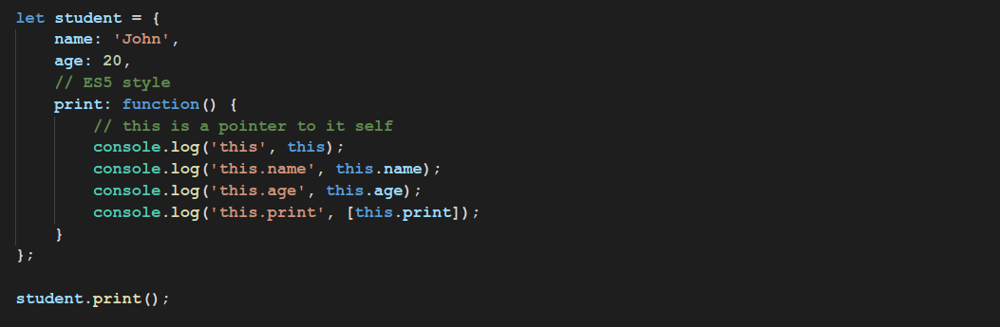 let student = {
    name: 'John',
    age: 20,
    // ES5 style
    print: function() {
        // this is a pointer to it self
        console.log('this', this);
        console.log('this.name', this.name);
        console.log('this.age', this.age);
        console.log('this.print', [this.print]);
    }
};

student.print();